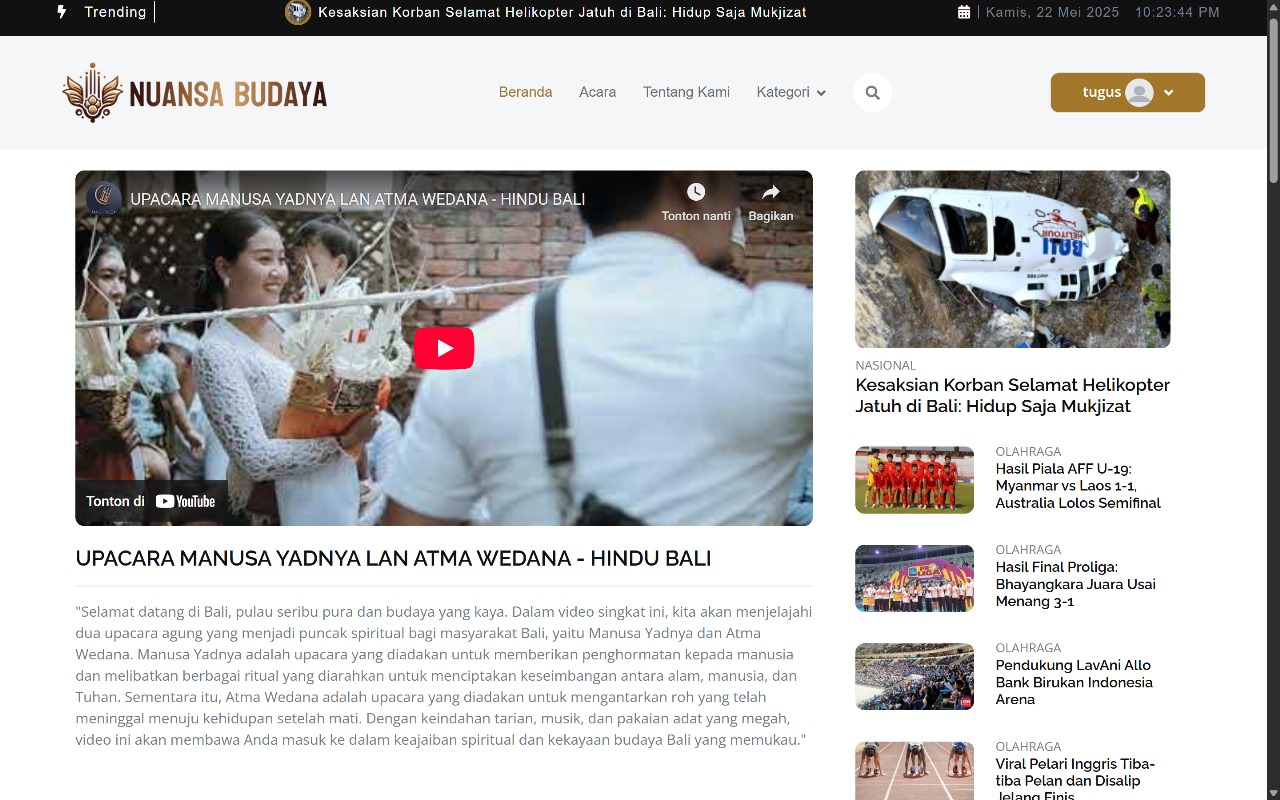 Trending
Kesaksian Korban Selamat Helikopter Jatuh di Bali: Hidup Saja Mukjizat
Kamis, 22 Mei 2025 10:23:44 PM
NUANSA BUDAYA
Beranda
Acara
Tentang Kami
Kategori
tugus
UPACARA MANUSA YADNYA LAN ATMA WEDANA - HINDU BALI
Tonton nanti
Bagikan
Tonton di YouTube
UPACARA MANUSA YADNYA LAN ATMA WEDANA - HINDU BALI
"Selamat datang di Bali, pulau seribu pura dan budaya yang kaya. Dalam video singkat ini, kita akan menjelajahi
dua upacara agung yang menjadi puncak spiritual bagi masyarakat Bali, yaitu Manusa Yadnya dan Atma
Wedana. Manusa Yadnya adalah upacara yang diadakan untuk memberikan penghormatan kepada manusia
dan melibatkan berbagai ritual yang diarahkan untuk menciptakan keseimbangan antara alam, manusia, dan
Tuhan. Sementara itu, Atma Wedana adalah upacara yang diadakan untuk mengantarkan roh yang telah
meninggal menuju kehidupan setelah mati. Dengan keindahan tarian, musik, dan pakaian adat yang megah,
video ini akan membawa Anda masuk ke dalam keajaiban spiritual dan kekayaan budaya Bali yang memukau."
BALI
HELITOUR
NASIONAL
Kesaksian Korban Selamat Helikopter
Jatuh di Bali: Hidup Saja Mukjizat
OLAHRAGA
Hasil Piala AFF U-19:
Myanmar vs Laos 1-1,
Australia Lolos Semifinal
OLAHRAGA
Hasil Final Proliga:
Bhayangkara Juara Usai
Menang 3-1
OLAHRAGA
Pendukung LavAni Allo
Bank Birukan Indonesia
Arena
OLAHRAGA
Viral Pelari Inggris Tiba-
tiba Pelan dan Disalip
Jelang Finis